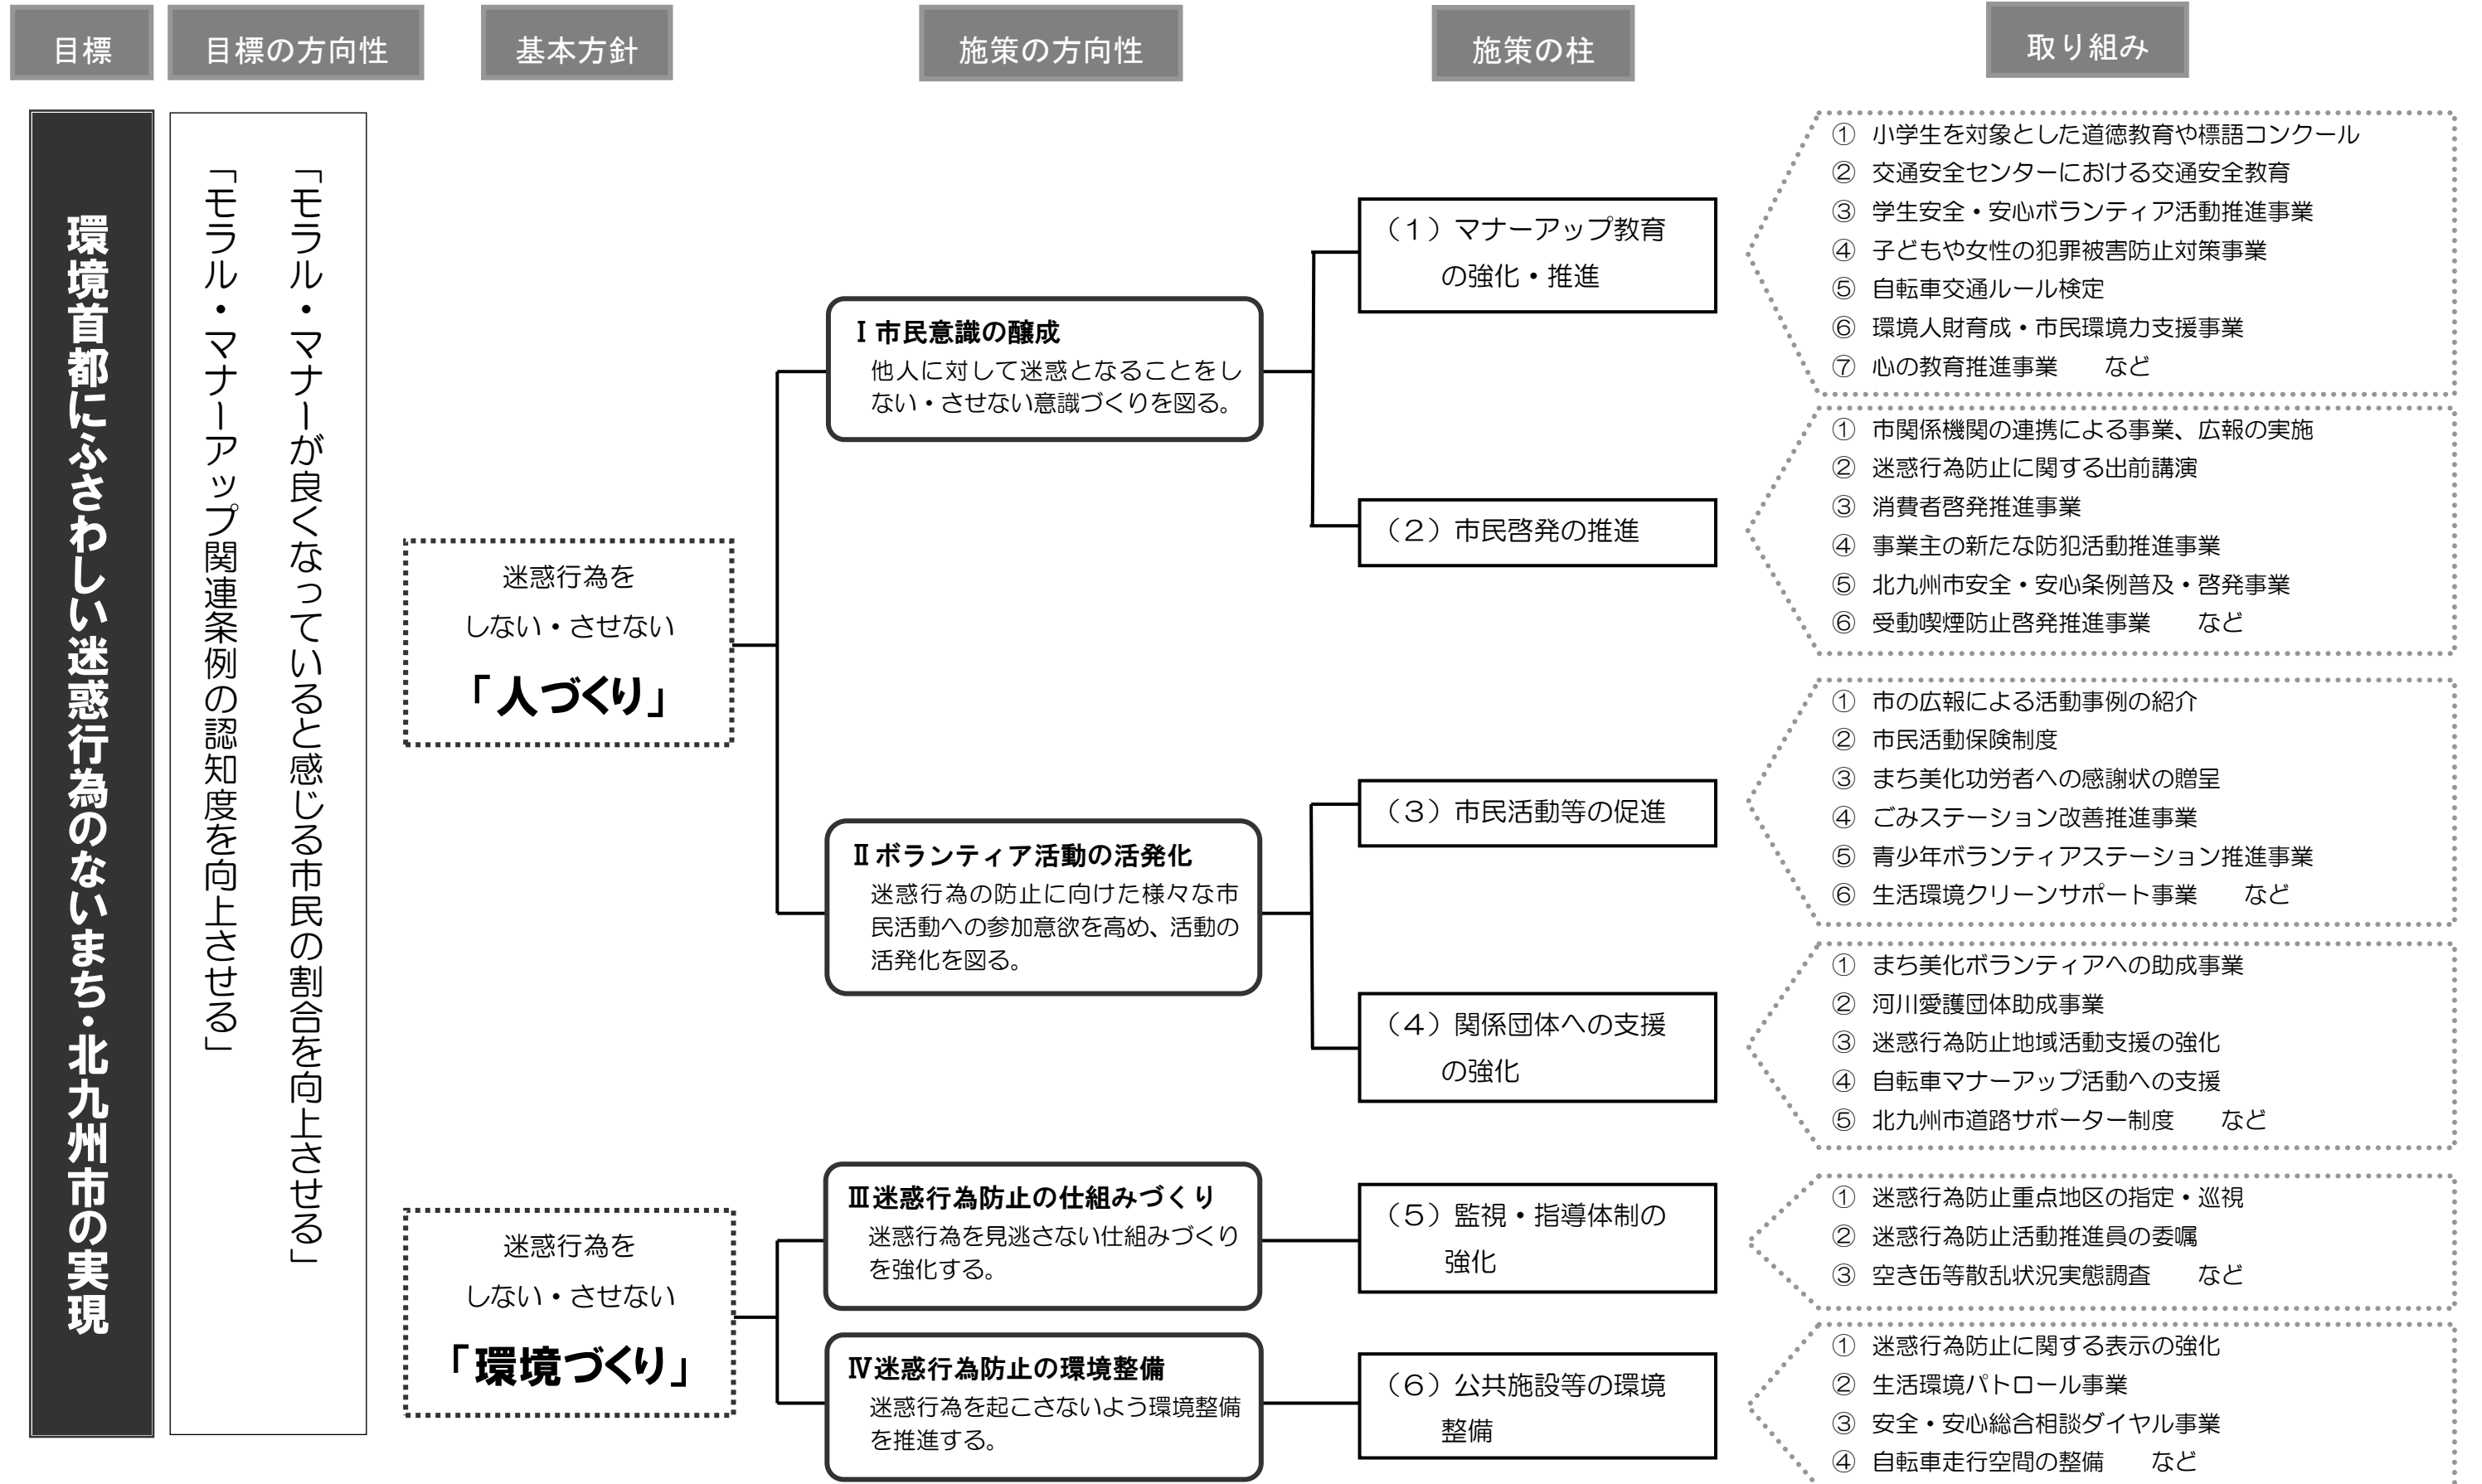 目標
目標の方向性
基本方針
施策の方向性
施策の柱
取り組み
環境首都にふさわしい迷惑行為のないまち・北九州市の実現
「モラル・マナーが良くなっていると感じる市民の割合を向上させる」
「モラル・マナーアップ関連条例の認知度を向上させる」
迷惑行為を
しない・させない
「人づくり」
Ⅰ市民意識の醸成
他人に対して迷惑となることをし
ない・させない意識づくりを図る。
(1)マナーアップ教育
の強化・推進
① 小学生を対象とした道徳教育や標語コンクール
② 交通安全センターにおける交通安全教育
③ 学生安全・安心ボランティア活動推進事業
④ 子どもや女性の犯罪被害防止対策事業
⑤ 自転車交通ルール検定
⑥ 環境人財育成・市民環境力支援事業
⑦ 心の教育推進事業 など
(2)市民啓発の推進
① 市関係機関の連携による事業、広報の実施
② 迷惑行為防止に関する出前講演
③ 消費者啓発推進事業
④ 事業主の新たな防犯活動推進事業
⑤ 北九州市安全・安心条例普及・啓発事業
⑥ 受動喫煙防止啓発推進事業 など
Ⅱボランティア活動の活発化
迷惑行為の防止に向けた様々な市
民活動への参加意欲を高め、活動の
活発化を図る。
(3)市民活動等の促進
① 市の広報による活動事例の紹介
② 市民活動保険制度
③ まち美化功労者への感謝状の贈呈
④ ごみステーション改善推進事業
⑤ 青少年ボランティアステーション推進事業
⑥ 生活環境クリーンサポート事業 など
(4)関係団体への支援
の強化
① まち美化ボランティアへの助成事業
② 河川愛護団体助成事業
③ 迷惑行為防止地域活動支援の強化
④ 自転車マナーアップ活動への支援
⑤ 北九州市道路サポーター制度 など
迷惑行為を
しない・させない
「環境づくり」
Ⅲ迷惑行為防止の仕組みづくり
迷惑行為を見逃さない仕組みづくり
を強化する。
(5)監視・指導体制の
強化
① 迷惑行為防止重点地区の指定・巡視
② 迷惑行為防止活動推進員の委嘱
③ 空き缶等散乱状況実態調査 など
Ⅳ迷惑行為防止の環境整備
迷惑行為を起こさないよう環境整備
を推進する。
(6)公共施設等の環境
整備
① 迷惑行為防止に関する表示の強化
② 生活環境パトロール事業
③ 安全・安心総合相談ダイヤル事業
④ 自転車走行空間の整備 など